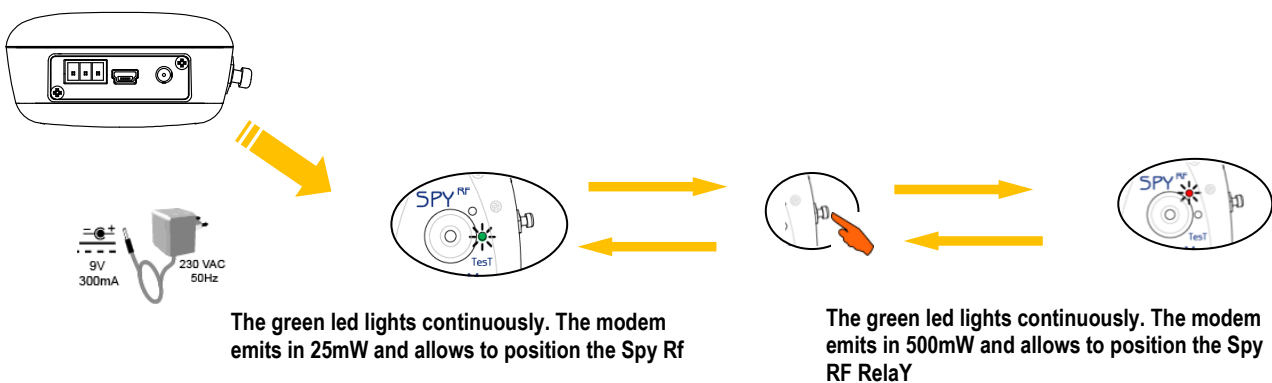 SPY RF
TesT
SPY RF
= +
9V
300mA
230 VAC
50Hz
The green led lights continuously. The modem
emits in 25mW and allows to position the Spy Rf
The green led lights continuously. The modem
emits in 500mW and allows to position the Spy
RF RelaY